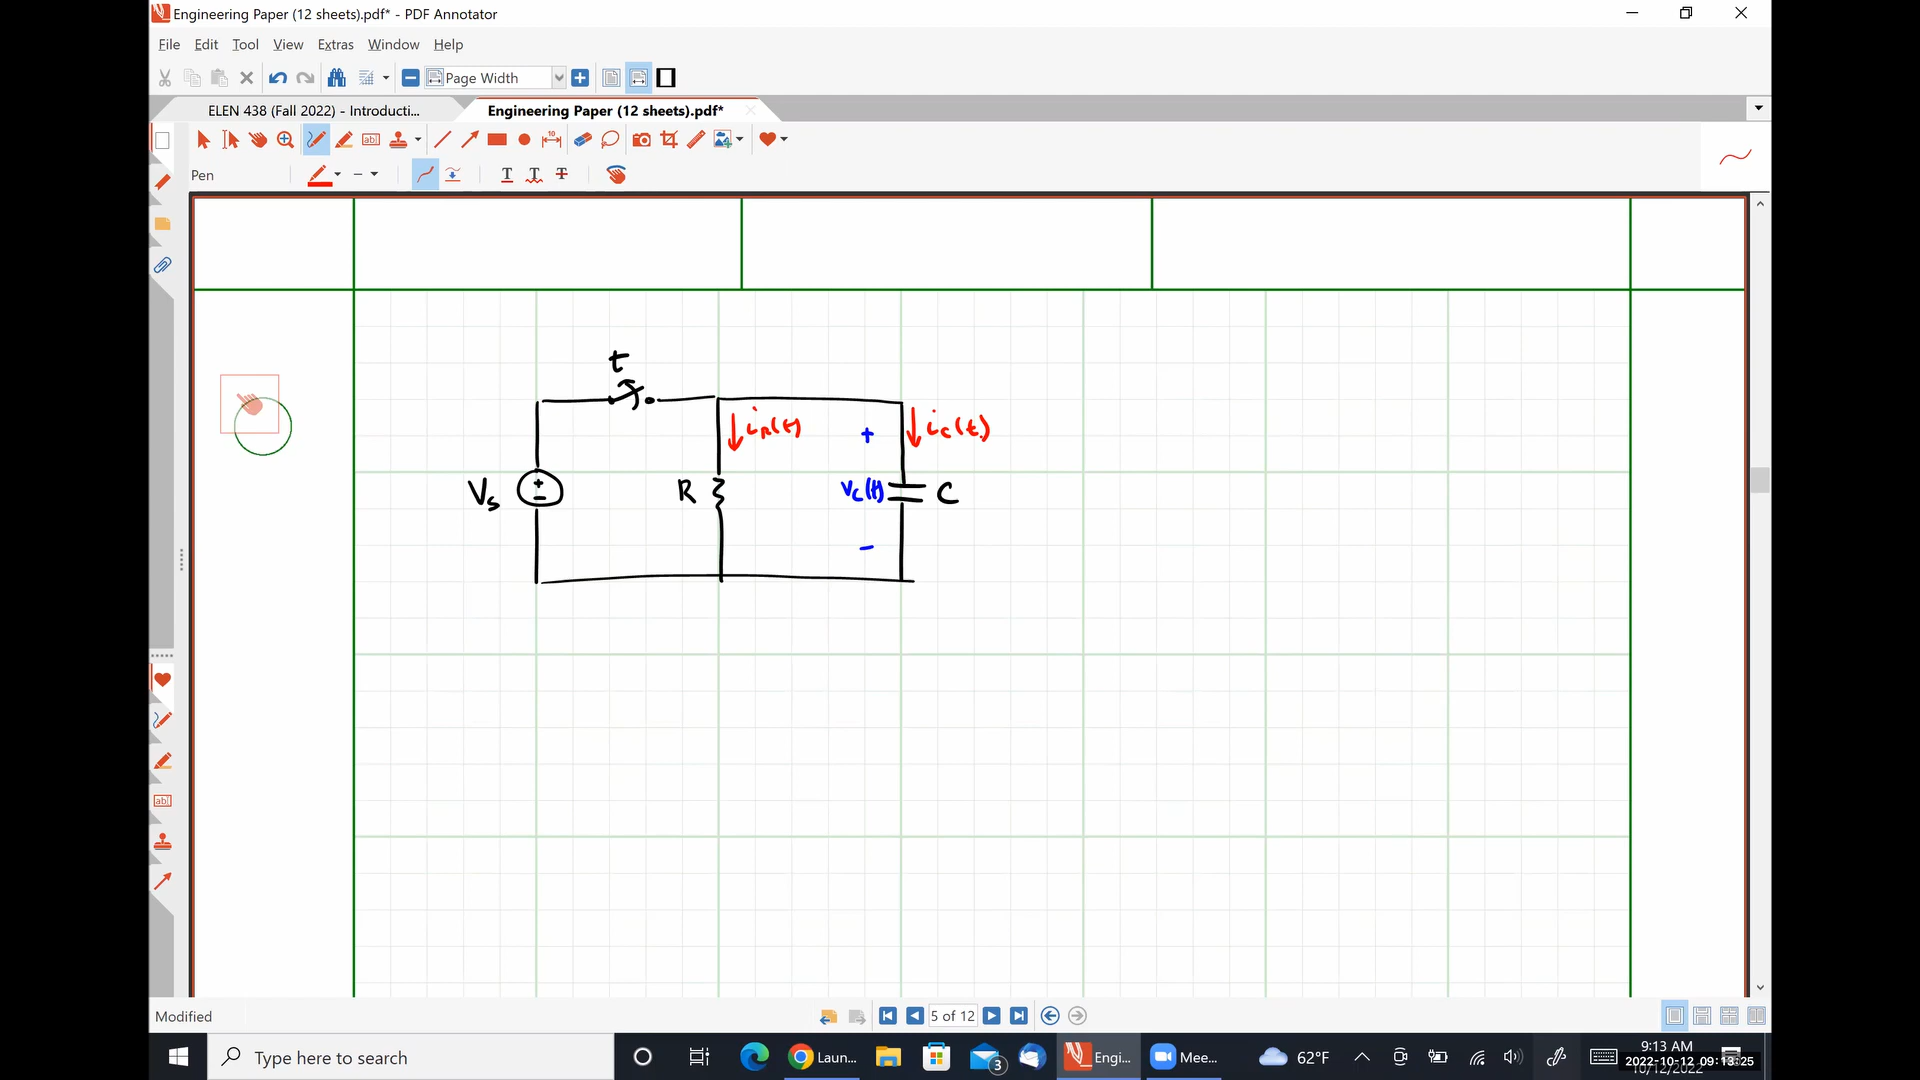 Engineering Paper (12 sheets).pdf* - PDF Annotator
File Edit Tool View Extras Window Help
Page Width
ELEN 438 (Fall 2022) - Introducti...
Engineering Paper (12 sheets).pdf*
Pen
t
iR(t)
+
ic(t)
Vs
+
-
R
vc(t)
C
-
Modified
5 of 12
Type here to search
Laun...
3
Engi...
Mee...
62°F
9:13 AM
2022-10-12 09:13:25